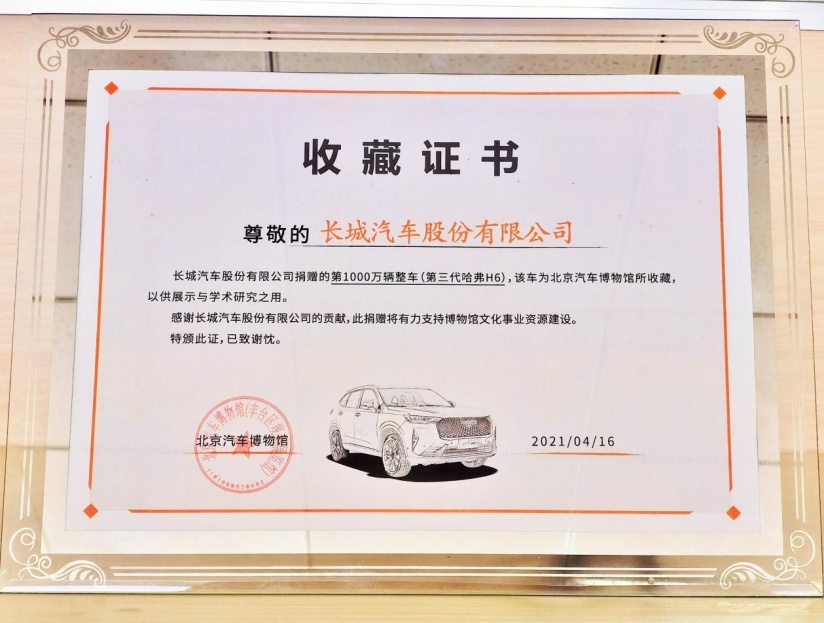 收藏证书
尊敬的 长城汽车股份有限公司
长城汽车股份有限公司捐赠的第1000万辆整车(第三代哈弗H6),该车为北京汽车博物馆所收藏,
以供展示与学术研究之用。
感谢长城汽车股份有限公司的贡献,此捐赠将有力支持博物馆文化事业资源建设。
特颁此证,已致谢忱。
北京汽车博物馆
2021/04/16